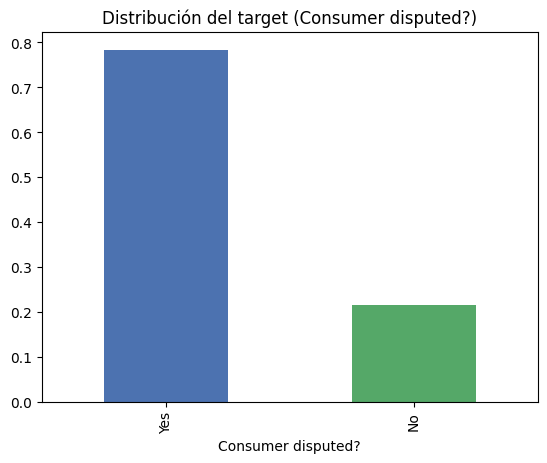 Distribución del target (Consumer disputed?)
0.8
0.7
0.6
0.5
0.4
0.3
0.2
0.1
0.0
Yes
No
Consumer disputed?